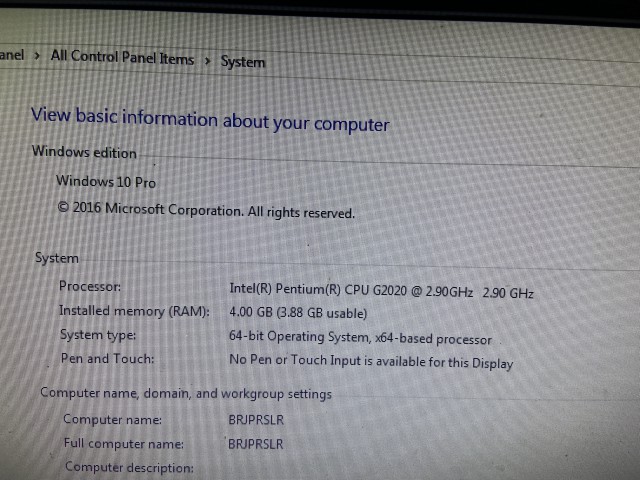 anel > All Control Panel Items > System
View basic information about your computer
Windows edition
Windows 10 Pro
© 2016 Microsoft Corporation. All rights reserved.
System
Processor: Intel(R) Pentium(R) CPU G2020 @ 2.90GHz 2.90 GHz
Installed memory (RAM): 4.00 GB (3.88 GB usable)
System type: 64-bit Operating System, x64-based processor
Pen and Touch: No Pen or Touch Input is available for this Display
Computer name, domain, and workgroup settings
Computer name: BRJPRSLR
Full computer name: BRJPRSLR
Computer description: